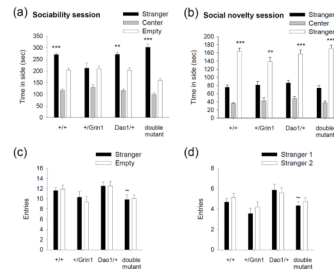 (a)
Sociability session
Stranger
Center
Empty
Time in side (sec)
350
300
250
200
150
100
50
0
***
**
***
+/+
+/Grin1
Dao1/+
double
mutant
(b)
Social novelty session
Stranger
Center
Stranger
Time in side (sec)
200
180
160
140
120
100
80
60
40
20
0
***
**
***
***
+/+
+/Grin1
Dao1/+
double
mutant
(c)
Stranger
Empty
Entries
16
14
12
10
8
6
4
2
0
+/+
+/Grin1
Dao1/+
double
mutant
(d)
Stranger 1
Stranger 2
Entries
8
7
6
5
4
3
2
1
0
+/+
+/Grin1
Dao1/+
double
mutant